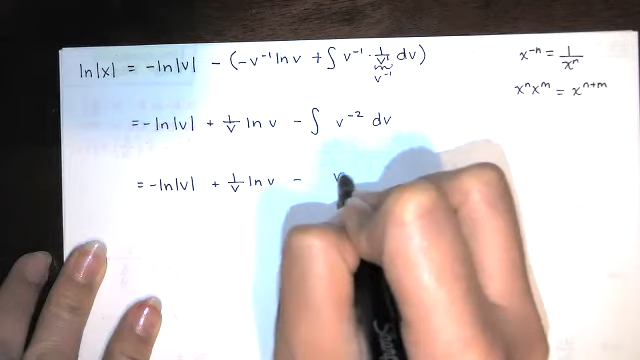 ln|x| = -ln|v| - (-v⁻¹ ln v + ∫ v⁻¹ · 1/v¹ dv)
v⁻¹
x⁻ⁿ = 1/xⁿ
xⁿxᵐ = xⁿ⁺ᵐ
= -ln|v| + 1/v ln v - ∫ v⁻² dv
= -ln|v| + 1/v ln v - v